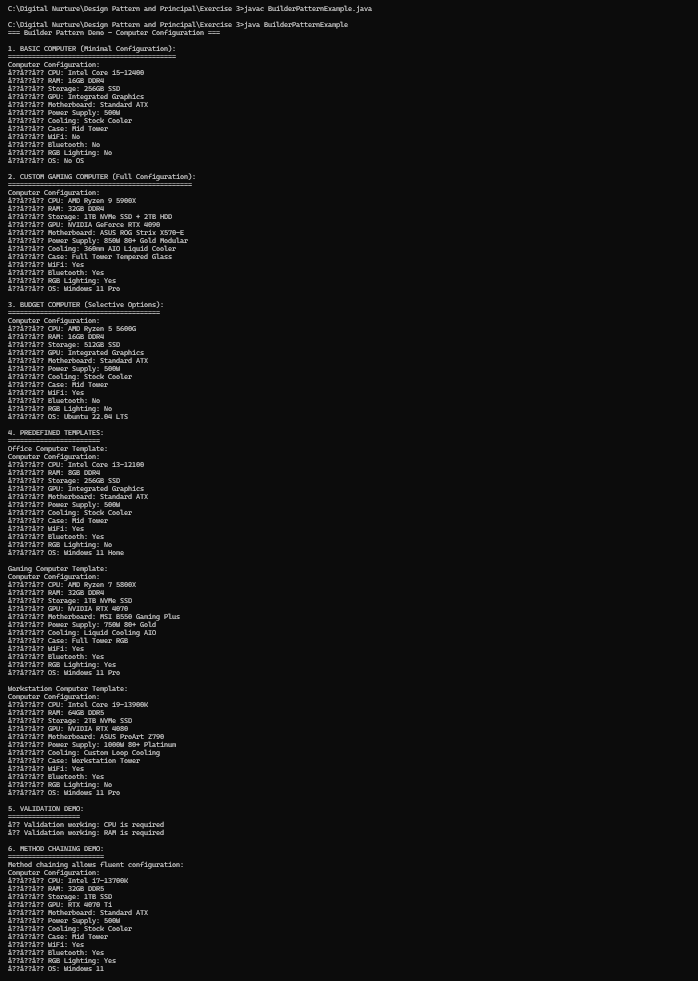 C:\Digital Nurture\Design Pattern and Principal\Exercise 3>javac BuilderPatternExample.java
C:\Digital Nurture\Design Pattern and Principal\Exercise 3>java BuilderPatternExample
=== Builder Pattern Demo - Computer Configuration ===
1. BASIC COMPUTER (Minimal Configuration):
==========================================
Computer Configuration:
â??â??â?? CPU: Intel Core i5-12400
â??â??â?? RAM: 16GB DDR4
â??â??â?? Storage: 256GB SSD
â??â??â?? GPU: Integrated Graphics
â??â??â?? Motherboard: Standard ATX
â??â??â?? Power Supply: 500W
â??â??â?? Cooling: Stock Cooler
â??â??â?? Case: Mid Tower
â??â??â?? WiFi: No
â??â??â?? Bluetooth: No
â??â??â?? RGB Lighting: No
â??â??â?? OS: No OS
2. CUSTOM GAMING COMPUTER (Full Configuration):
==============================================
Computer Configuration:
â??â??â?? CPU: AMD Ryzen 9 5900X
â??â??â?? RAM: 32GB DDR4
â??â??â?? Storage: 1TB NVMe SSD + 2TB HDD
â??â??â?? GPU: NVIDIA GeForce RTX 4090
â??â??â?? Motherboard: ASUS ROG Strix X570-E
â??â??â?? Power Supply: 850W 80+ Gold Modular
â??â??â?? Cooling: 360mm AIO Liquid Cooler
â??â??â?? Case: Full Tower Tempered Glass
â??â??â?? WiFi: Yes
â??â??â?? Bluetooth: Yes
â??â??â?? RGB Lighting: Yes
â??â??â?? OS: Windows 11 Pro
3. BUDGET COMPUTER (Selective Options):
======================================
Computer Configuration:
â??â??â?? CPU: AMD Ryzen 5 5600G
â??â??â?? RAM: 16GB DDR4
â??â??â?? Storage: 512GB SSD
â??â??â?? GPU: Integrated Graphics
â??â??â?? Motherboard: Standard ATX
â??â??â?? Power Supply: 500W
â??â??â?? Cooling: Stock Cooler
â??â??â?? Case: Mid Tower
â??â??â?? WiFi: Yes
â??â??â?? Bluetooth: No
â??â??â?? RGB Lighting: No
â??â??â?? OS: Ubuntu 22.04 LTS
4. PREDEFINED TEMPLATES:
=======================
Office Computer Template:
Computer Configuration:
â??â??â?? CPU: Intel Core i3-12100
â??â??â?? RAM: 8GB DDR4
â??â??â?? Storage: 256GB SSD
â??â??â?? GPU: Integrated Graphics
â??â??â?? Motherboard: Standard ATX
â??â??â?? Power Supply: 500W
â??â??â?? Cooling: Stock Cooler
â??â??â?? Case: Mid Tower
â??â??â?? WiFi: Yes
â??â??â?? Bluetooth: Yes
â??â??â?? RGB Lighting: No
â??â??â?? OS: Windows 11 Home
Gaming Computer Template:
Computer Configuration:
â??â??â?? CPU: AMD Ryzen 7 5800X
â??â??â?? RAM: 32GB DDR4
â??â??â?? Storage: 1TB NVMe SSD
â??â??â?? GPU: NVIDIA RTX 4070
â??â??â?? Motherboard: MSI B550 Gaming Plus
â??â??â?? Power Supply: 750W 80+ Gold
â??â??â?? Cooling: Liquid Cooling AIO
â??â??â?? Case: Full Tower RGB
â??â??â?? WiFi: Yes
â??â??â?? Bluetooth: Yes
â??â??â?? RGB Lighting: Yes
â??â??â?? OS: Windows 11 Pro
Workstation Computer Template:
Computer Configuration:
â??â??â?? CPU: Intel Core i9-13900K
â??â??â?? RAM: 64GB DDR5
â??â??â?? Storage: 2TB NVMe SSD
â??â??â?? GPU: NVIDIA RTX 4080
â??â??â?? Motherboard: ASUS ProArt Z790
â??â??â?? Power Supply: 1000W 80+ Platinum
â??â??â?? Cooling: Custom Loop Cooling
â??â??â?? Case: Workstation Tower
â??â??â?? WiFi: Yes
â??â??â?? Bluetooth: Yes
â??â??â?? RGB Lighting: No
â??â??â?? OS: Windows 11 Pro
5. VALIDATION DEMO:
==================
â?? Validation working: CPU is required
â?? Validation working: RAM is required
6. METHOD CHAINING DEMO:
========================
Method chaining allows fluent configuration:
Computer Configuration:
â??â??â?? CPU: Intel i7-13700K
â??â??â?? RAM: 32GB DDR5
â??â??â?? Storage: 1TB SSD
â??â??â?? GPU: RTX 4070 Ti
â??â??â?? Motherboard: Standard ATX
â??â??â?? Power Supply: 500W
â??â??â?? Cooling: Stock Cooler
â??â??â?? Case: Mid Tower
â??â??â?? WiFi: Yes
â??â??â?? Bluetooth: Yes
â??â??â?? RGB Lighting: Yes
â??â??â?? OS: Windows 11